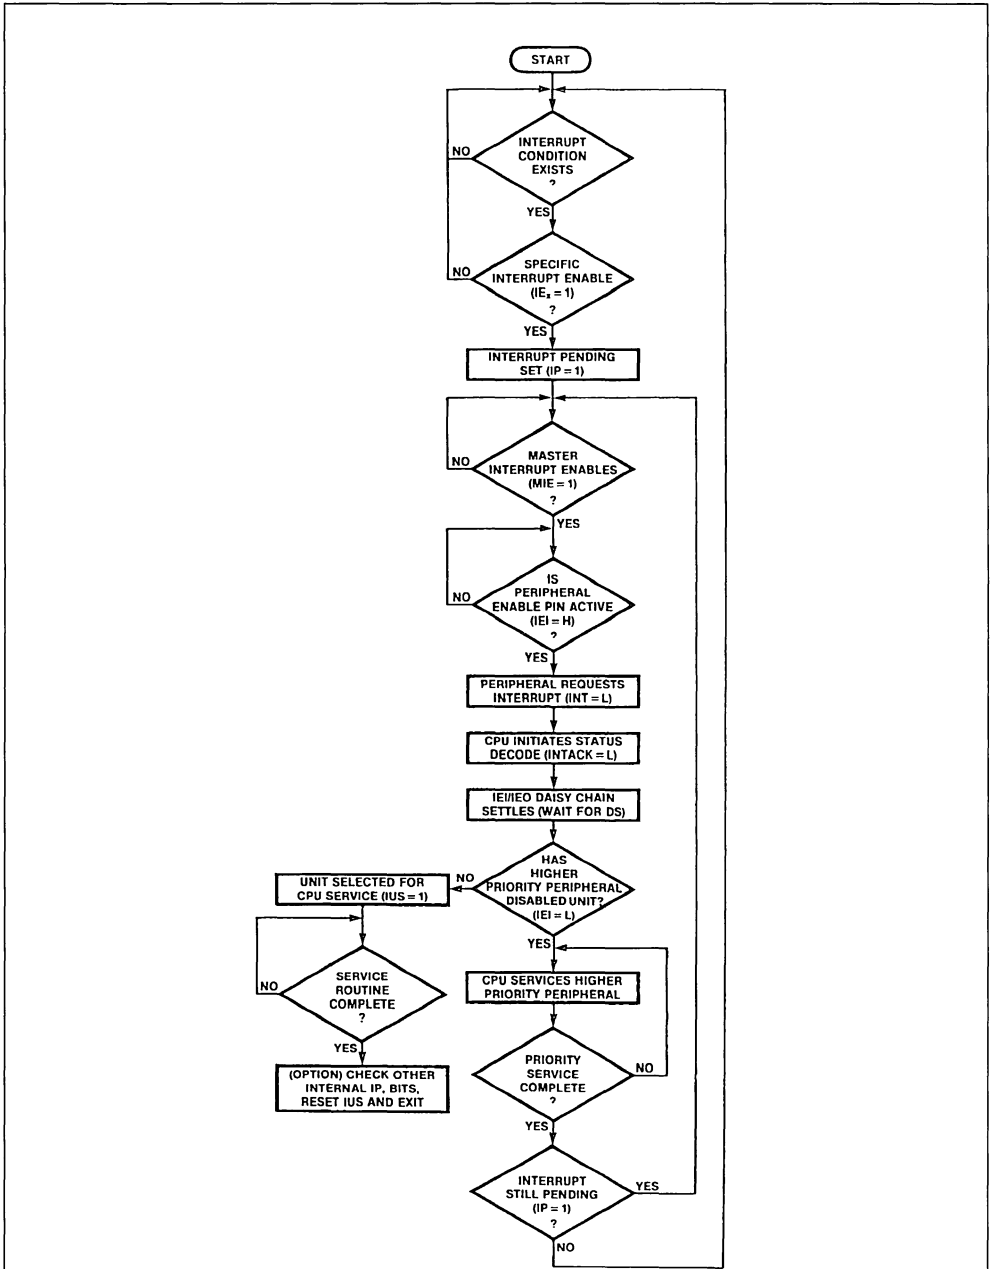 START
INTERRUPT
CONDITION
EXISTS
?
NO
YES
SPECIFIC
INTERRUPT ENABLE
(IEx = 1)
?
NO
YES
INTERRUPT PENDING
SET (IP = 1)
MASTER
INTERRUPT ENABLES
(MIE = 1)
?
NO
YES
IS
PERIPHERAL
ENABLE PIN ACTIVE
(IEI = H)
?
NO
YES
PERIPHERAL REQUESTS
INTERRUPT (INT = L)
CPU INITIATES STATUS
DECODE (INTACK = L)
IEI/IEO DAISY CHAIN
SETTLES (WAIT FOR DS)
HAS
HIGHER
PRIORITY PERIPHERAL
DISABLED UNIT?
(IEI = L)
NO
UNIT SELECTED FOR
CPU SERVICE (IUS = 1)
YES
SERVICE
ROUTINE
COMPLETE
?
NO
YES
(OPTION) CHECK OTHER
INTERNAL IP, BITS,
RESET IUS AND EXIT
CPU SERVICES HIGHER
PRIORITY PERIPHERAL
PRIORITY
SERVICE
COMPLETE
?
NO
YES
INTERRUPT
STILL PENDING
(IP = 1)
?
YES
NO